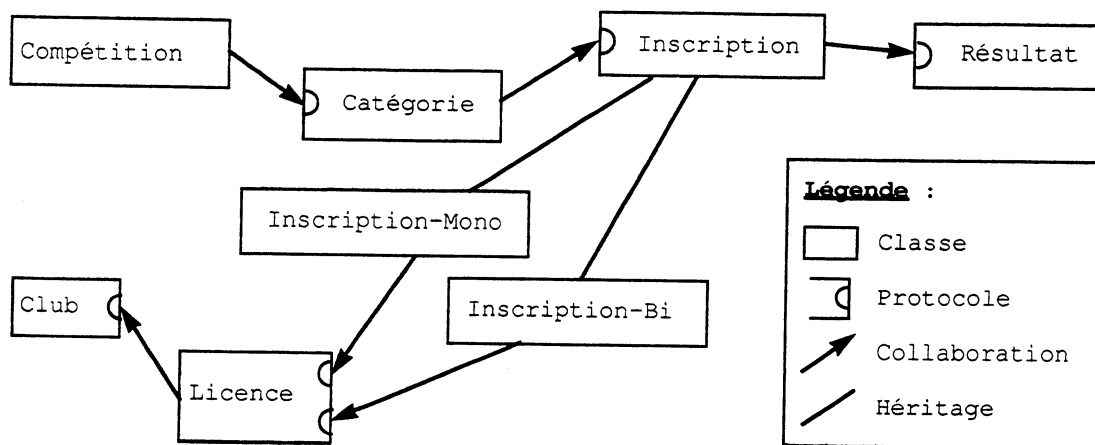 Compétition
Catégorie
Inscription
Résultat
Inscription-Mono
Inscription-Bi
Club
Licence
Légende :
Classe
Protocole
Collaboration
Héritage